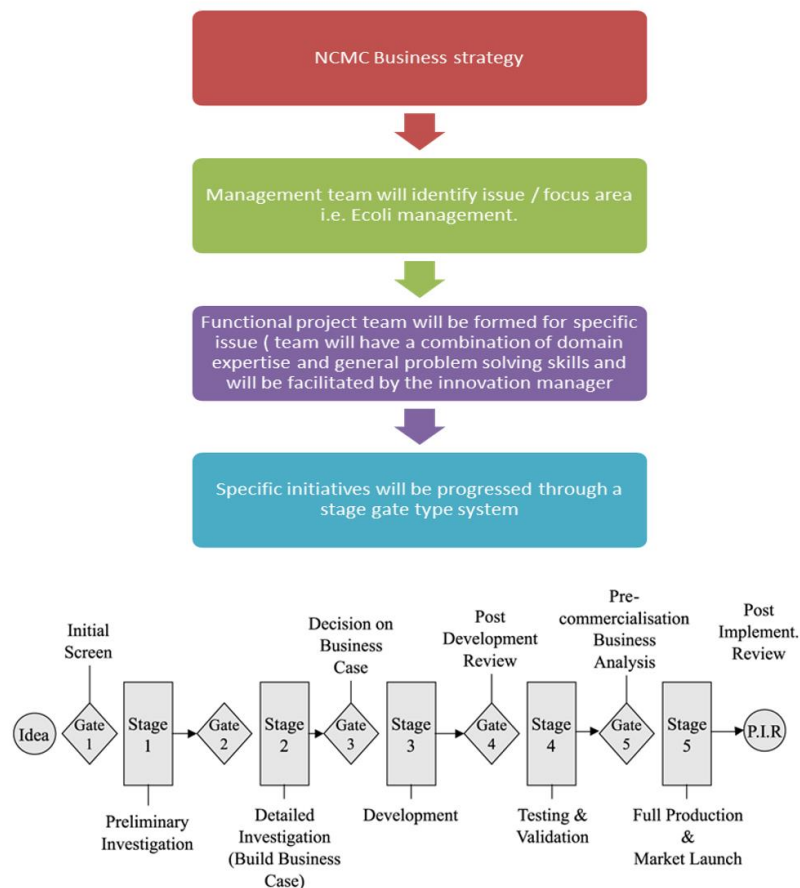 NCMC Business strategy
Management team will identify issue / focus area
i.e. Ecoli management.
Functional project team will be formed for specific
issue ( team will have a combination of domain
expertise and general problem solving skills and
will be facilitated by the innovation manager
Specific initiatives will be progressed through a
stage gate type system
Initial
Screen
Decision on
Business
Case
Post
Development
Review
Pre-
commercialisation
Business
Analysis
Post
Implement.
Review
Idea
Gate
1
Stage
1
Gate
2
Stage
2
Gate
3
Stage
3
Gate
4
Stage
4
Gate
5
Stage
5
P.I.R
Preliminary
Investigation
Detailed
Investigation
(Build Business
Case)
Development
Testing &
Validation
Full Production
&
Market Launch